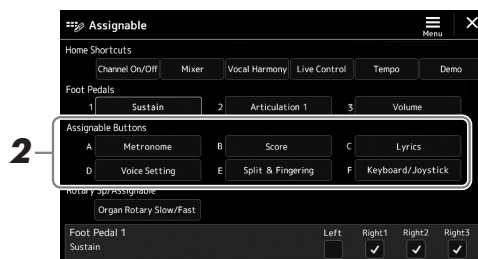 Assignable
Menu
Home Shortcuts
Channel On/Off Mixer Vocal Harmony Live Control Tempo Demo
Foot Pedals
1 Sustain 2 Articulation 1 3 Volume
Assignable Buttons
A Metronome B Score C Lyrics
2
D Voice Setting E Split & Fingering F Keyboard/Joystick
Rotary Sp/Assignable
Organ Rotary Slow/Fast
Foot Pedal 1 Left Right1 Right2 Right3
Sustain